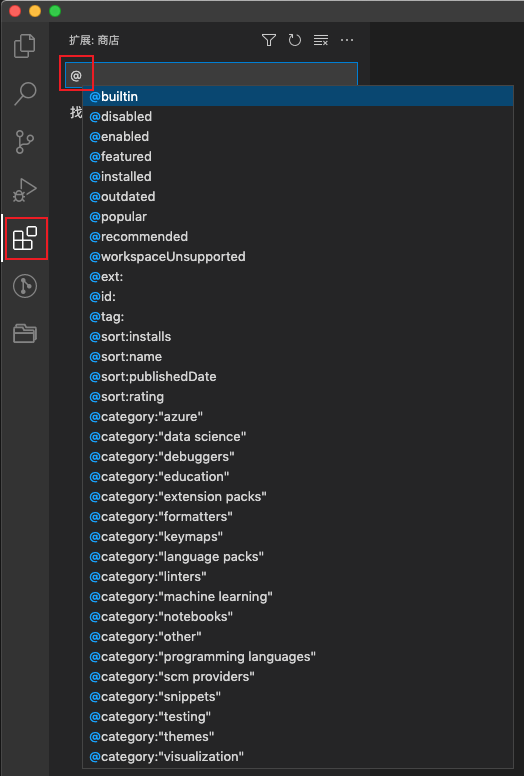 扩展: 商店
@
找
@builtin
@disabled
@enabled
@featured
@installed
@outdated
@popular
@recommended
@workspaceUnsupported
@ext:
@id:
@tag:
@sort:installs
@sort:name
@sort:publishedDate
@sort:rating
@category:"azure"
@category:"data science"
@category:"debuggers"
@category:"education"
@category:"extension packs"
@category:"formatters"
@category:"keymaps"
@category:"language packs"
@category:"linters"
@category:"machine learning"
@category:"notebooks"
@category:"other"
@category:"programming languages"
@category:"scm providers"
@category:"snippets"
@category:"testing"
@category:"themes"
@category:"visualization"